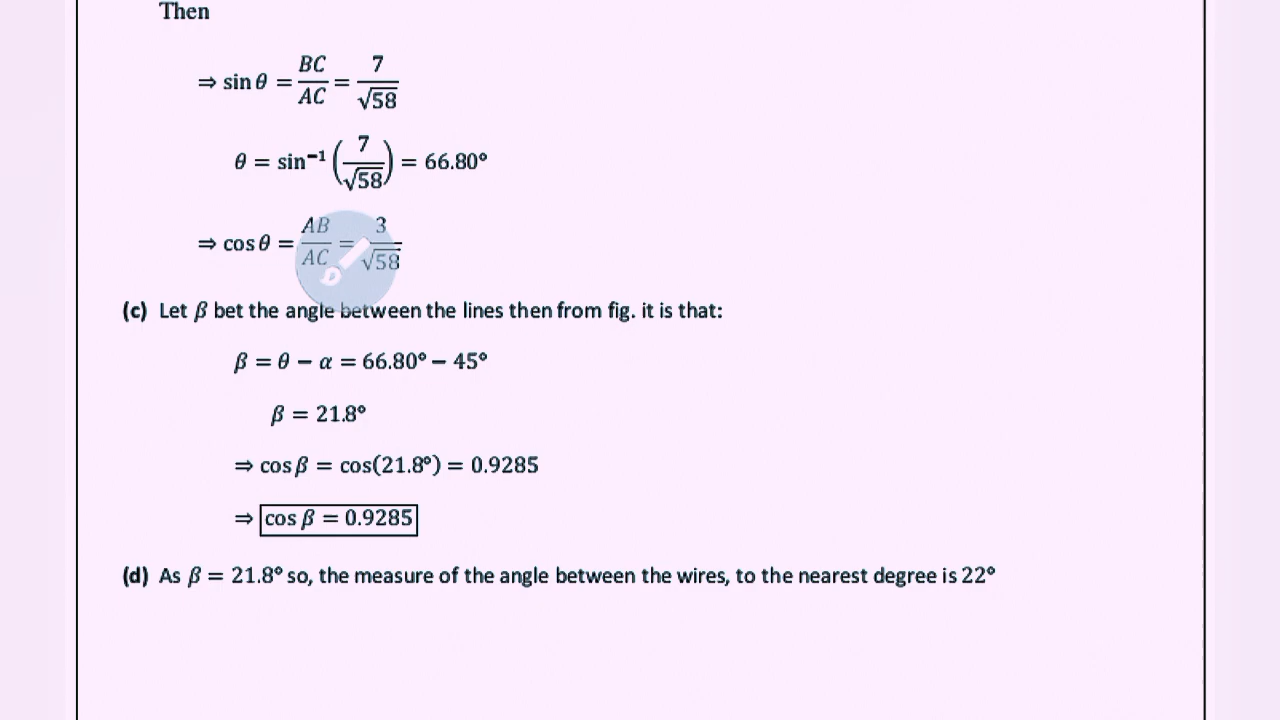 Then
⇒ sin θ = BC/AC = 7/√58
θ = sin⁻¹ (7/√58) = 66.80°
⇒ cos θ = AB/AC = 3/√58
(c) Let β bet the angle between the lines then from fig. it is that:
β = θ − α = 66.80° − 45°
β = 21.8°
⇒ cos β = cos(21.8°) = 0.9285
⇒ cos β = 0.9285
(d) As β = 21.8° so, the measure of the angle between the wires, to the nearest degree is 22°